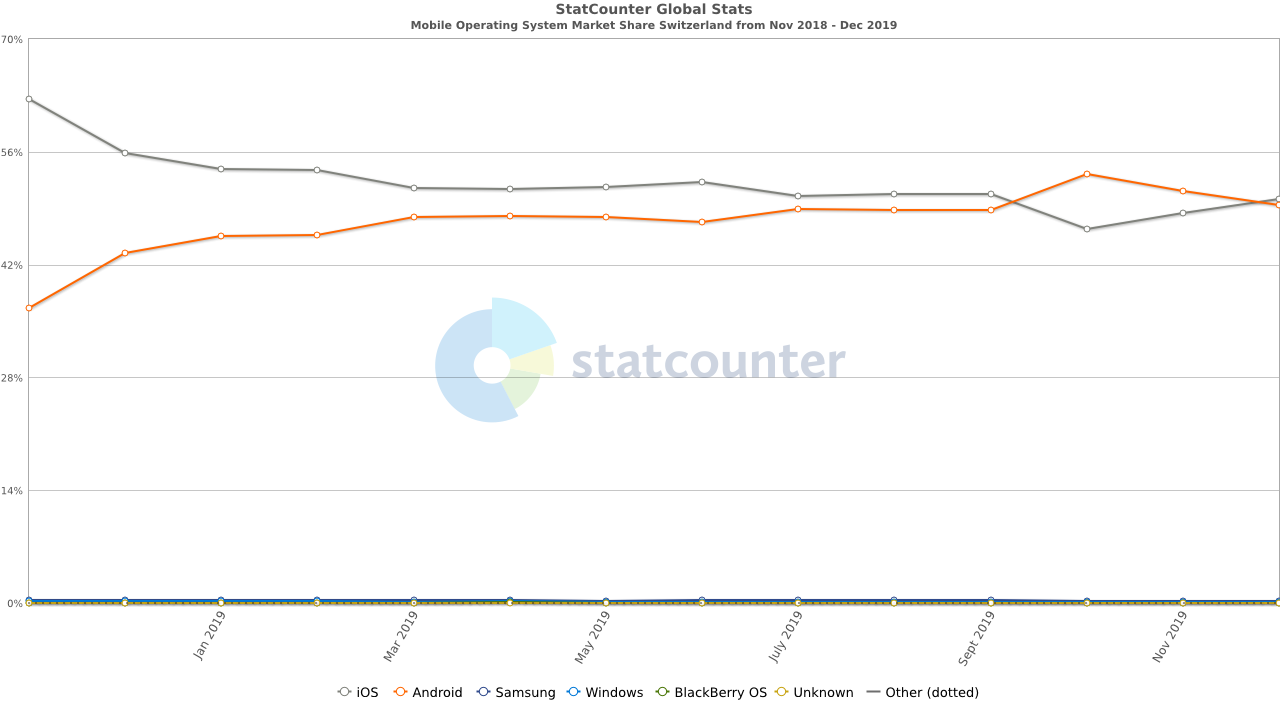 StatCounter Global Stats
Mobile Operating System Market Share Switzerland from Nov 2018 - Dec 2019
70%
56%
42%
28%
14%
0%
statcounter
Jan 2019
Mar 2019
May 2019
July 2019
Sept 2019
Nov 2019
iOS Android Samsung Windows BlackBerry OS Unknown Other (dotted)